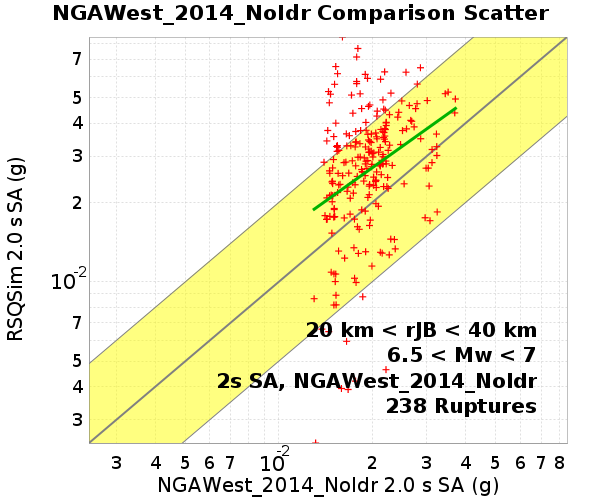 NGAWest_2014_NoIdr Comparison Scatter
7
5
4
3
2
10-2
7
5
4
3
RSQSim 2.0 s SA (g)
20 km < rJB < 40 km
6.5 < Mw < 7
2s SA, NGAWest_2014_NoIdr
238 Ruptures
3 4 5 6 7 10-2 2 3 4 5 6 7 8
NGAWest_2014_NoIdr 2.0 s SA (g)